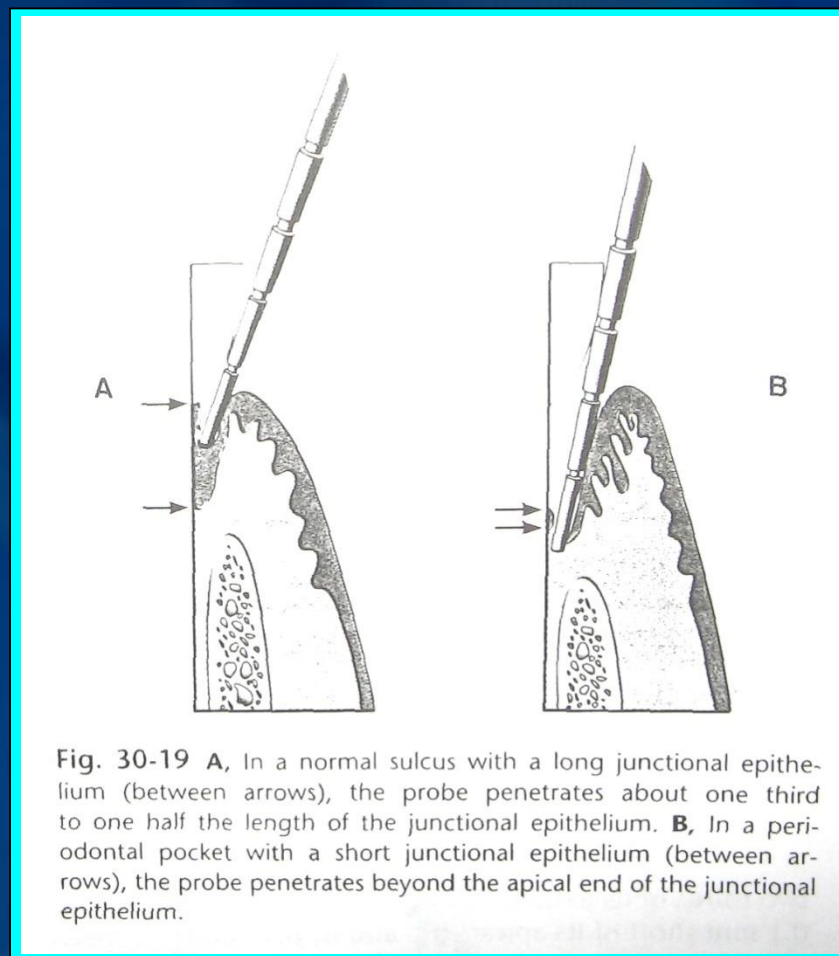 A
B
Fig. 30-19 A, In a normal sulcus with a long junctional epithe-
lium (between arrows), the probe penetrates about one third
to one half the length of the junctional epithelium. B, In a peri-
odontal pocket with a short junctional epithelium (between ar-
rows), the probe penetrates beyond the apical end of the junctional
epithelium.